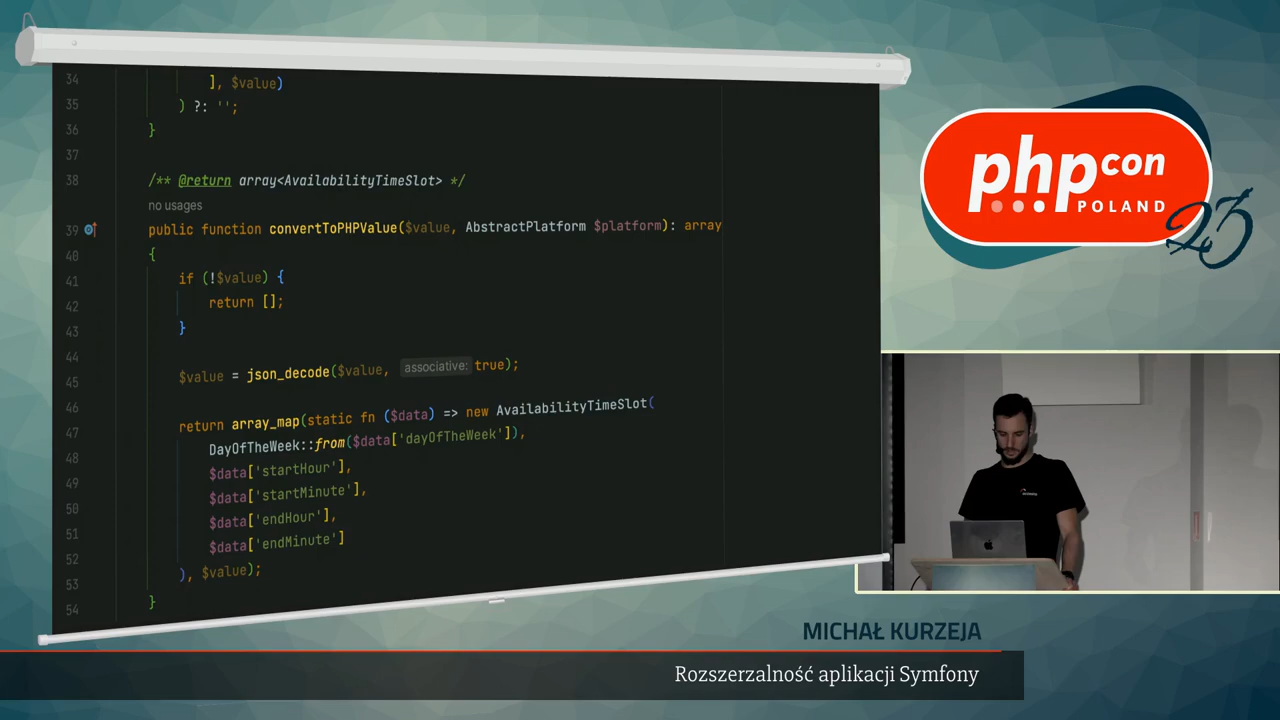 34 ], $value)
35 ) ?: '';
36 }
37
38 /** @return array<AvailabilityTimeSlot> */
no usages
39 public function convertToPHPValue($value, AbstractPlatform $platform): array
40 {
41 if (!$value) {
42 return [];
43 }
44
45 $value = json_decode($value, associative: true);
46
47 return array_map(static fn ($data) => new AvailabilityTimeSlot(
48 DayOfTheWeek::from($data['dayOfTheWeek']),
49 $data['startHour'],
50 $data['startMinute'],
51 $data['endHour'],
52 $data['endMinute']
53 ), $value);
54 }
phpcon
POLAND
23
MICHAŁ KURZEJA
Rozszerzalność aplikacji Symfony